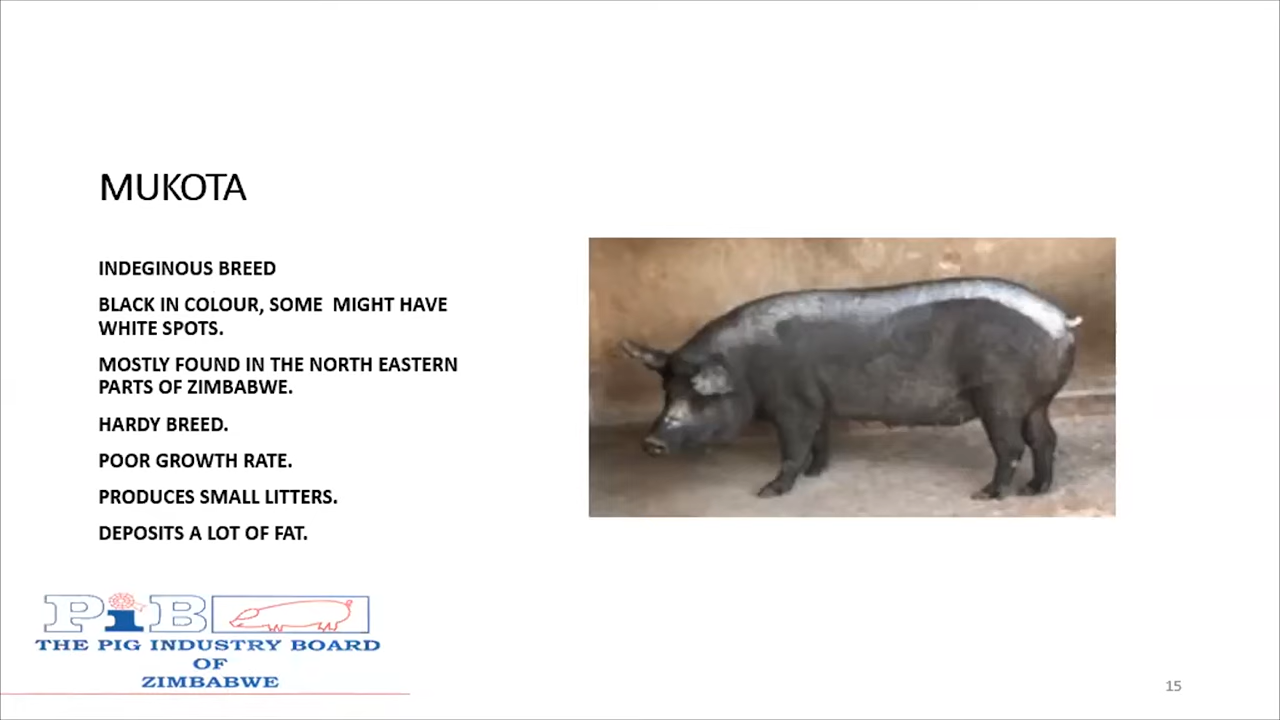 MUKOTA
INDEGINOUS BREED
BLACK IN COLOUR, SOME MIGHT HAVE
WHITE SPOTS.
MOSTLY FOUND IN THE NORTH EASTERN
PARTS OF ZIMBABWE.
HARDY BREED.
POOR GROWTH RATE.
PRODUCES SMALL LITTERS.
DEPOSITS A LOT OF FAT.
PiB
THE PIG INDUSTRY BOARD
OF
ZIMBABWE
15